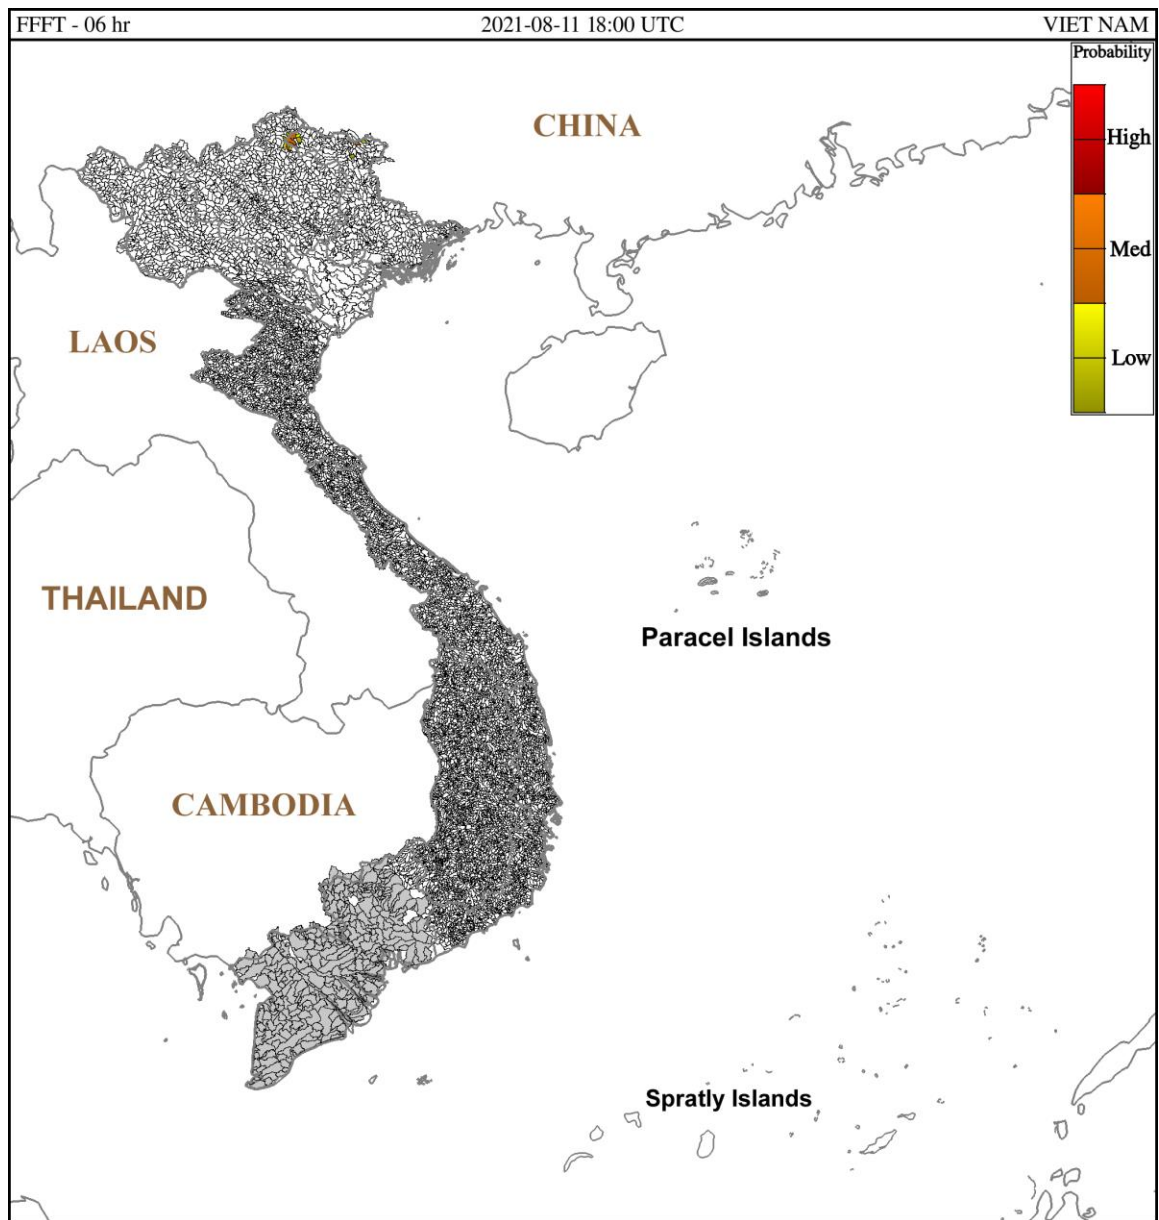 FFFT - 06 hr 2021-08-11 18:00 UTC VIET NAM
Probability
CHINA
High
Med
LAOS
Low
THAILAND
Paracel Islands
CAMBODIA
Spratly Islands